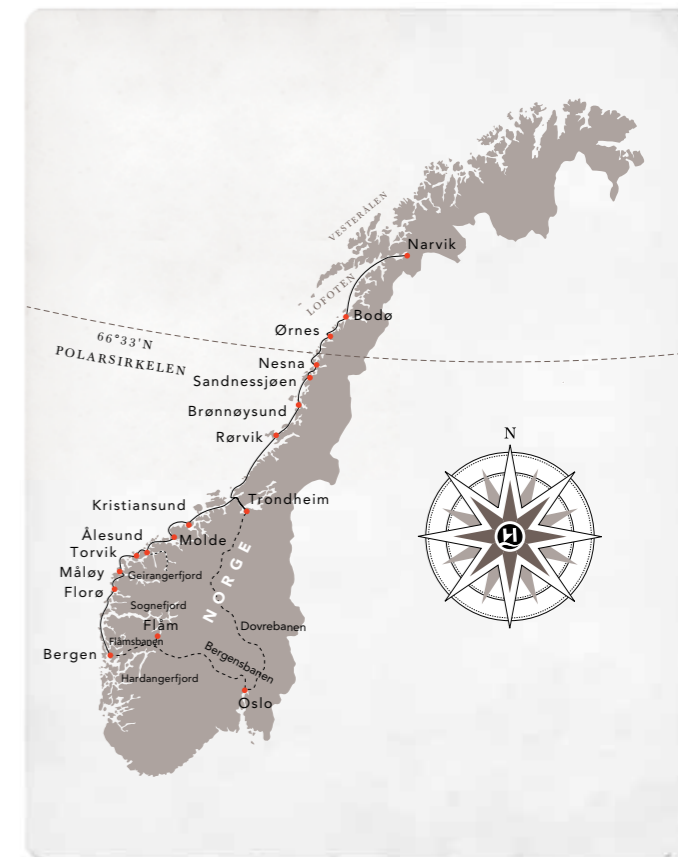 VESTERÅLEN
Narvik
LOFOTEN
Bodø
Ørnes
66°33'N
POLARSIRKELEN
Nesna
Sandnessjøen
Brønnøysund
Rørvik
N
Kristiansund
Trondheim
Ålesund
Molde
Torvik
NORGE
Måløy
Geirangerfjord
Florø
Sognefjord
Flåm
Dovrebanen
Flåmsbanen
Bergen
Bergensbanen
Hardangerfjord
Oslo